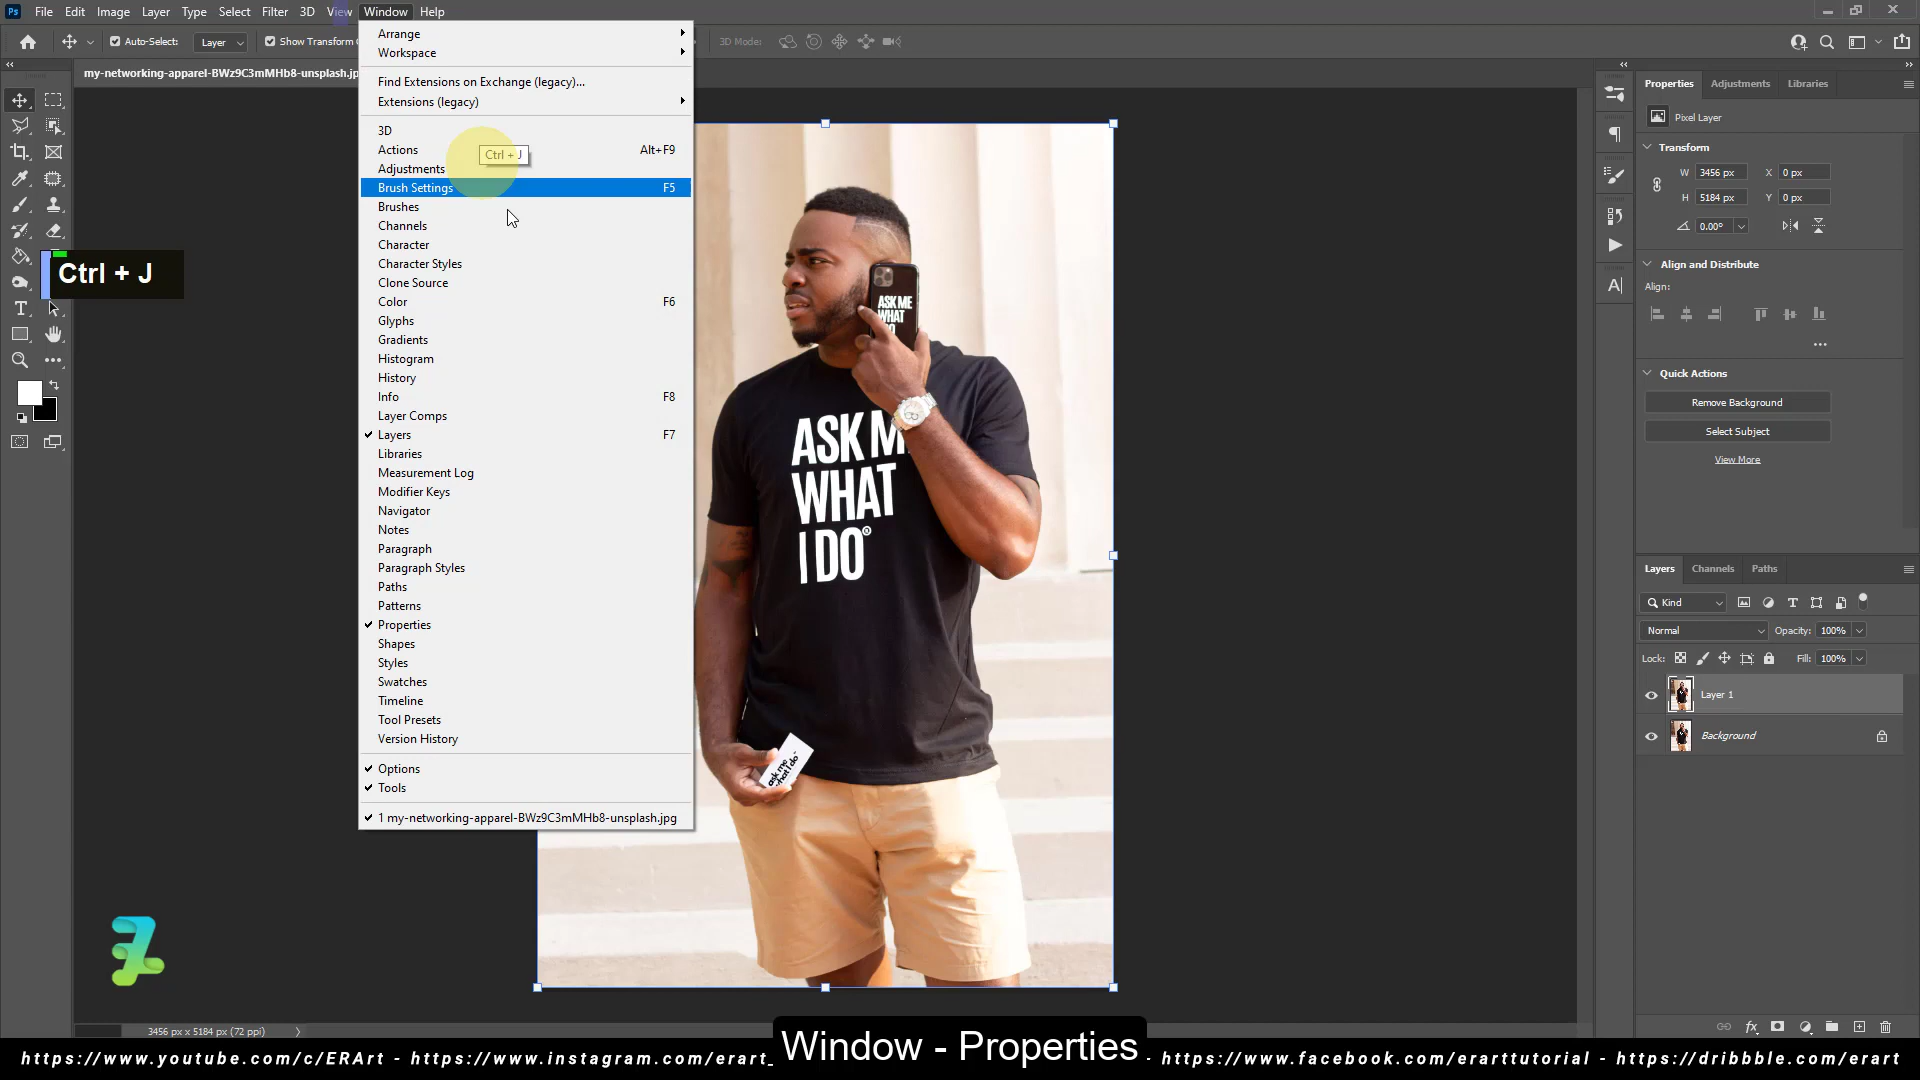 Ps File Edit Image Layer Type Select Filter 3D View Window Help
Auto-Select: Layer Show Transform 3D Mode:
my-networking-apparel-BWz9C3mMHb8-unsplash.jp
Arrange
Workspace
Find Extensions on Exchange (legacy)...
Extensions (legacy)
3D
Actions Alt+F9
Adjustments
Brush Settings F5
Brushes
Channels
Character
Character Styles
Clone Source
Color F6
Glyphs
Gradients
Histogram
History
Info F8
Layer Comps
Layers F7
Libraries
Measurement Log
Modifier Keys
Navigator
Notes
Paragraph
Paragraph Styles
Paths
Patterns
Properties
Shapes
Styles
Swatches
Timeline
Tool Presets
Version History
Options
Tools
1 my-networking-apparel-BWz9C3mMHb8-unsplash.jpg
Ctrl + J
Ctrl + J
ASK ME
WHAT
I DO
ASK ME
WHAT
I DO®
ask me
what i do
Properties Adjustments Libraries
Pixel Layer
Transform
W 3456 px X 0 px
H 5184 px Y 0 px
0.00°
Align and Distribute
Align:
Quick Actions
Remove Background
Select Subject
View More
Layers Channels Paths
Kind
Normal Opacity: 100%
Lock: Fill: 100%
Layer 1
Background
3456 px x 5184 px (72 ppi)
Window - Properties
https://www.youtube.com/c/ERArt - https://www.instagram.com/erart_ - https://www.facebook.com/erarttutorial - https://dribbble.com/erart